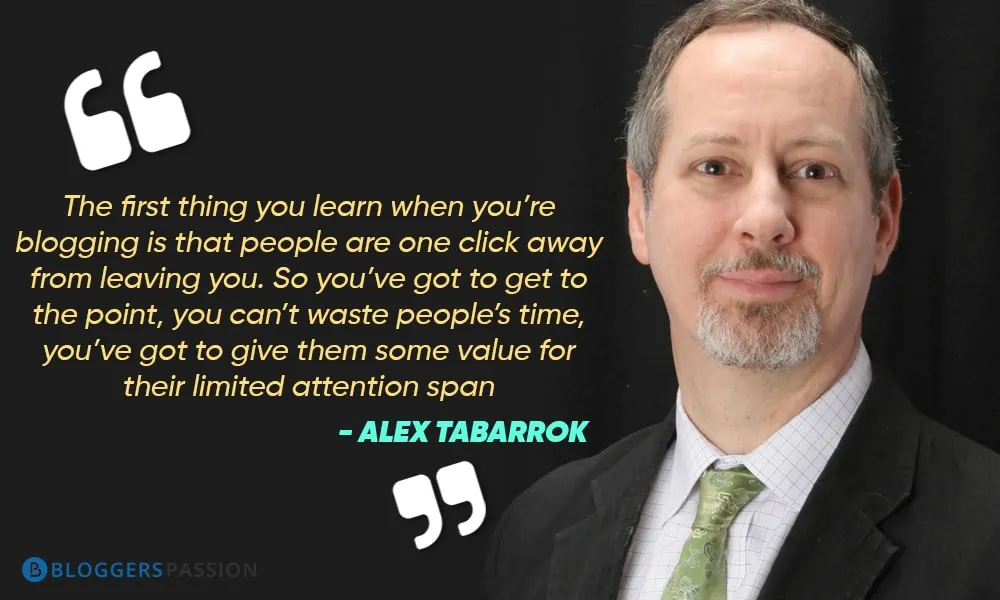 The first thing you learn when you’re
blogging is that people are one click away
from leaving you. So you’ve got to get to
the point, you can’t waste people’s time,
you’ve got to give them some value for
their limited attention span
- ALEX TABARROK
BLOGGERSPASSION